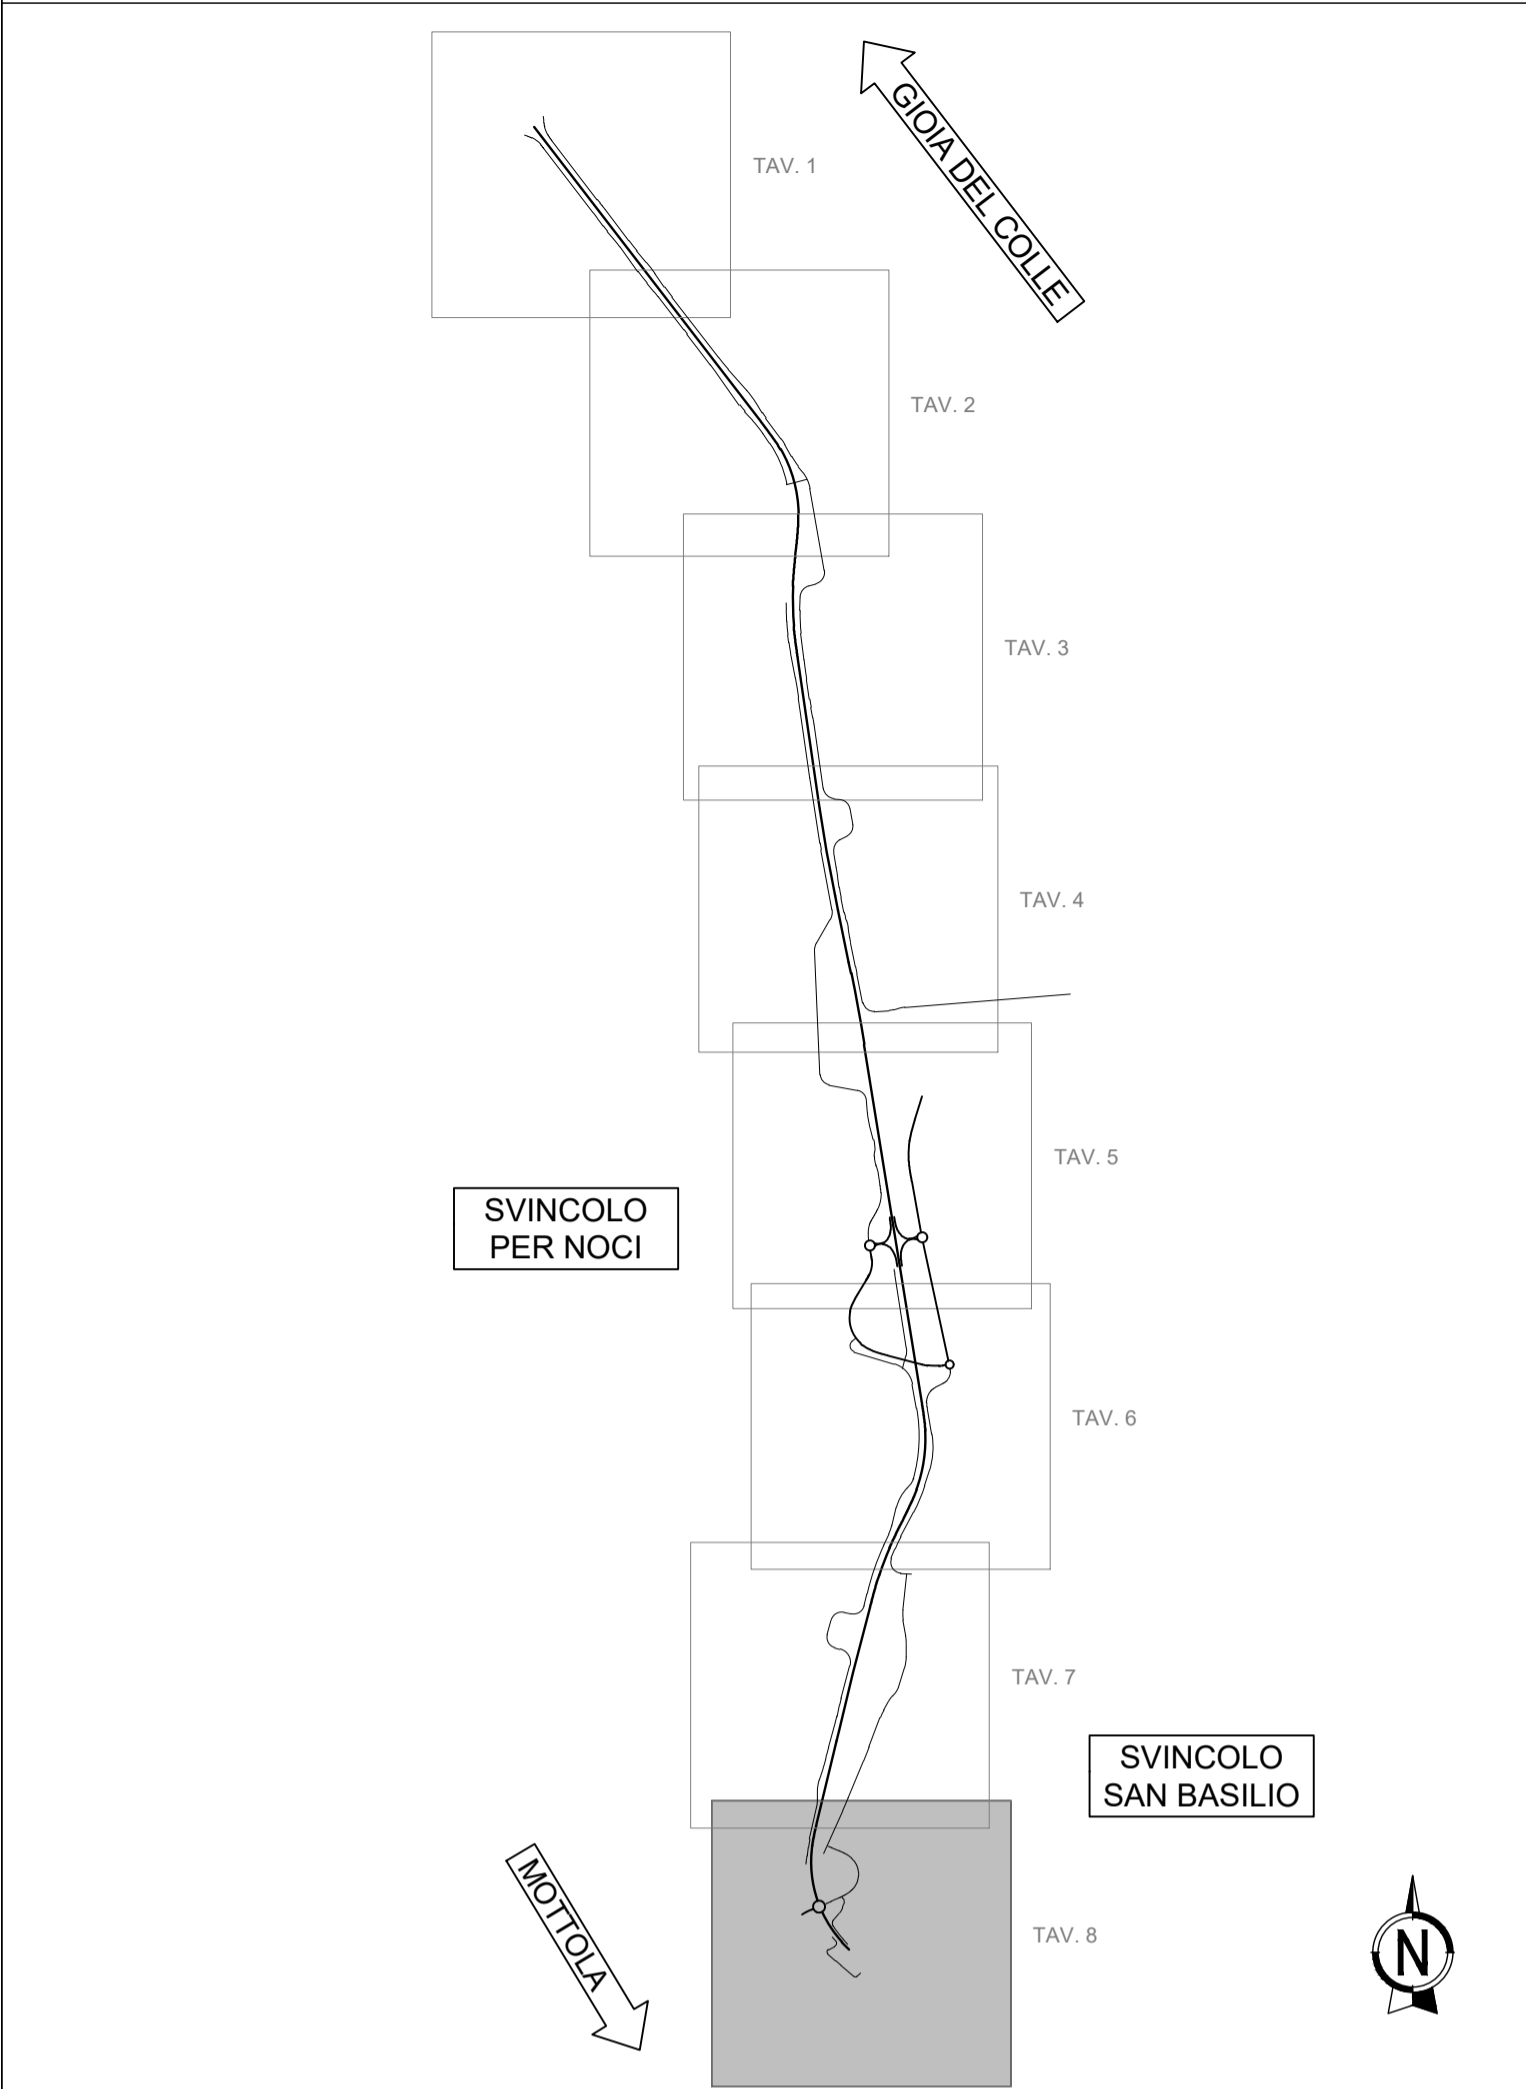 GIOIA DEL COLLE
TAV. 1
TAV. 2
TAV. 3
TAV. 4
TAV. 5
SVINCOLO
PER NOCI
TAV. 6
TAV. 7
SVINCOLO
SAN BASILIO
MOTTOLA
TAV. 8
N